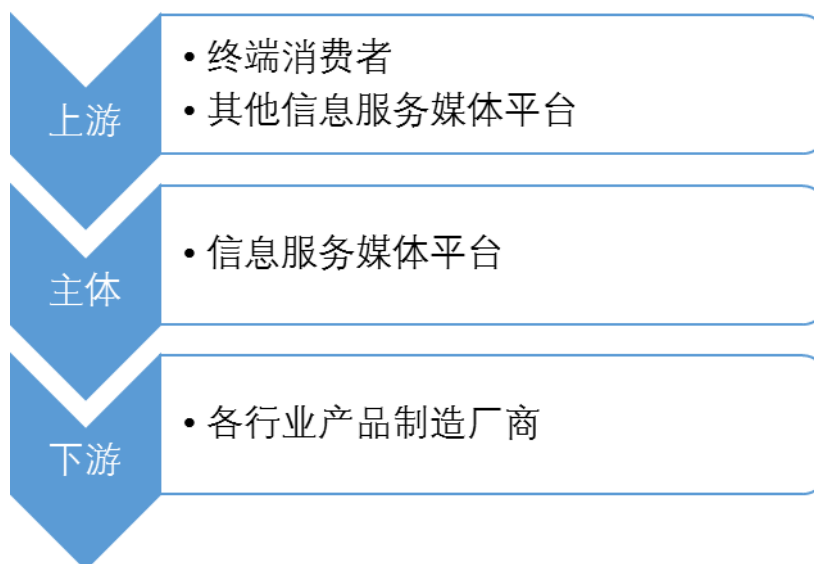 上游
• 终端消费者
• 其他信息服务媒体平台
主体
• 信息服务媒体平台
下游
• 各行业产品制造厂商